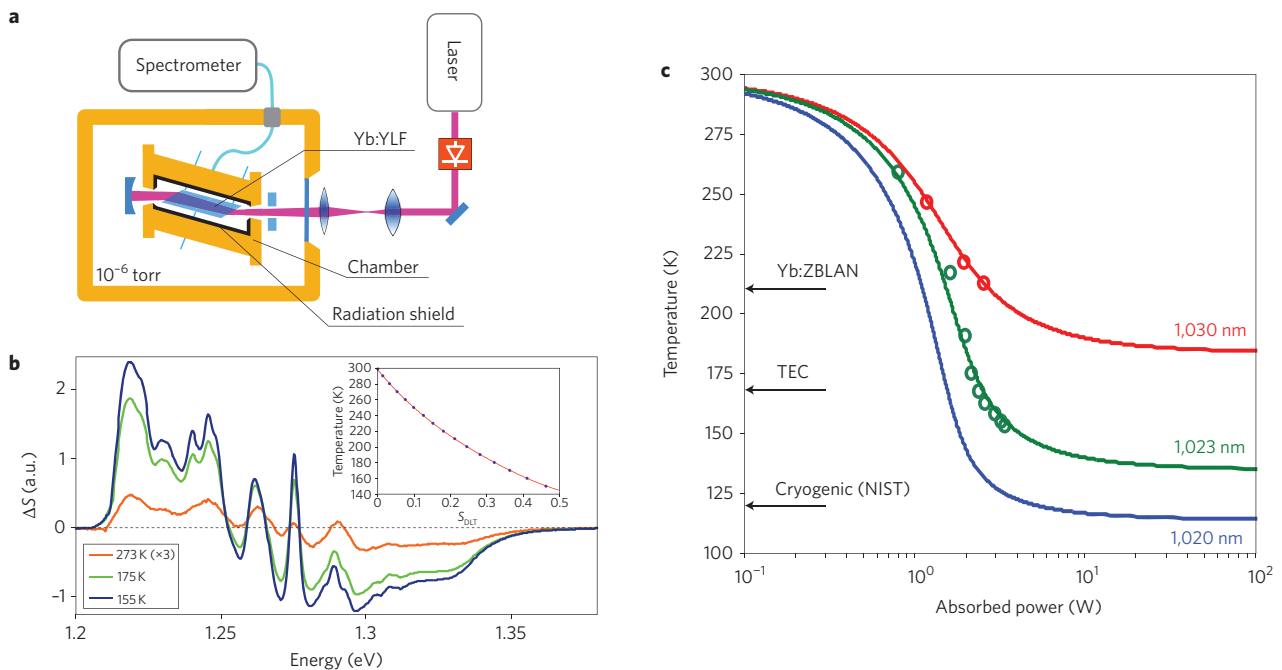 a
Spectrometer
Laser
Yb:YLF
10⁻⁶ torr
Chamber
Radiation shield
b
ΔS (a.u.)
2
1
0
−1
1.2
1.25
1.3
1.35
Energy (eV)
273 K (×3)
175 K
155 K
Temperature (K)
300
280
260
240
220
200
180
160
140
0
0.1
0.2
0.3
0.4
0.5
S_DLT
c
Temperature (K)
300
275
250
225
200
175
150
125
100
Yb:ZBLAN
TEC
Cryogenic (NIST)
1,030 nm
1,023 nm
1,020 nm
10⁻¹
10⁰
10¹
10²
Absorbed power (W)